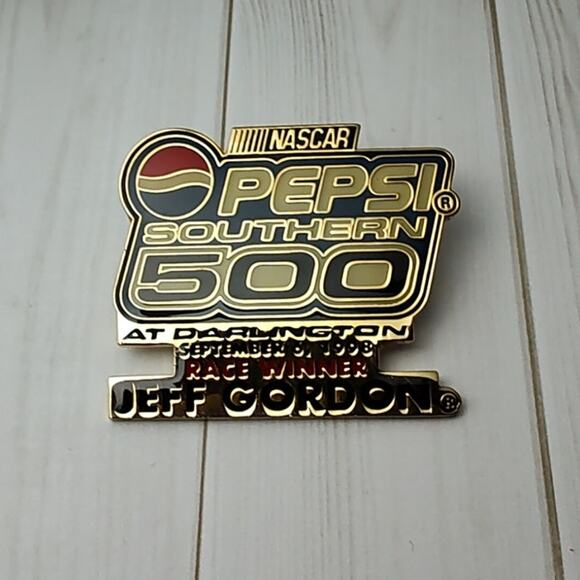 NASCAR
PEPSI®
SOUTHERN
500
AT DARLINGTON
SEPTEMBER 6, 1998
RACE WINNER
JEFF GORDON®